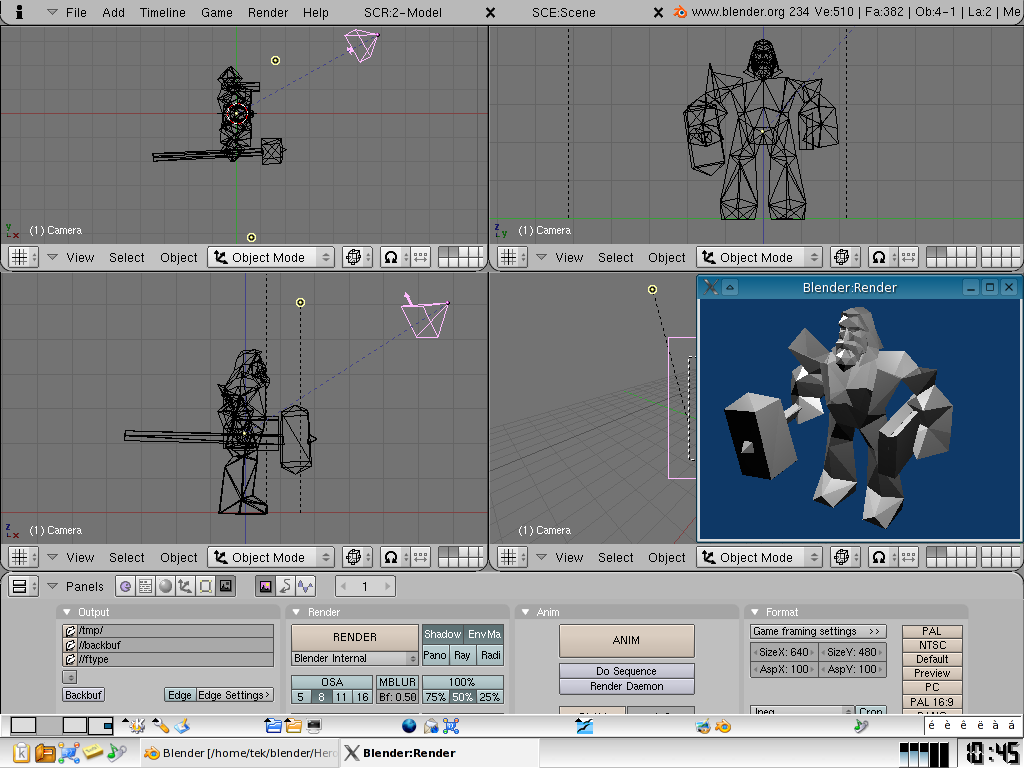 File Add Timeline Game Render Help SCR:2-Model SCE:Scene www.blender.org 234 Ve:510 | Fa:382 | Ob:4-1 | La:2 | Me
(1) Camera
(1) Camera
View Select Object Object Mode
View Select Object Object Mode
Blender:Render
(1) Camera
(1) Camera
View Select Object Object Mode
View Select Object Object Mode
Panels 1
Output
/tmp/
//backbuf
//ftype
Backbuf Edge Edge Settings>
Render
RENDER
Blender Internal
Shadow EnvMa
Pano Ray Radi
OSA MBLUR 100%
5 8 11 16 Bf: 0.50 75% 50% 25%
Anim
ANIM
Do Sequence
Render Daemon
Format
Game framing settings >>
SizeX: 640 SizeY: 480
AspX: 100 AspY: 100
Jpeg Crop
PAL
NTSC
Default
Preview
PC
PAL 16:9
PANO
é è ê ë à á
Blender [/home/tek/blender/Herc
Blender:Render
10:45